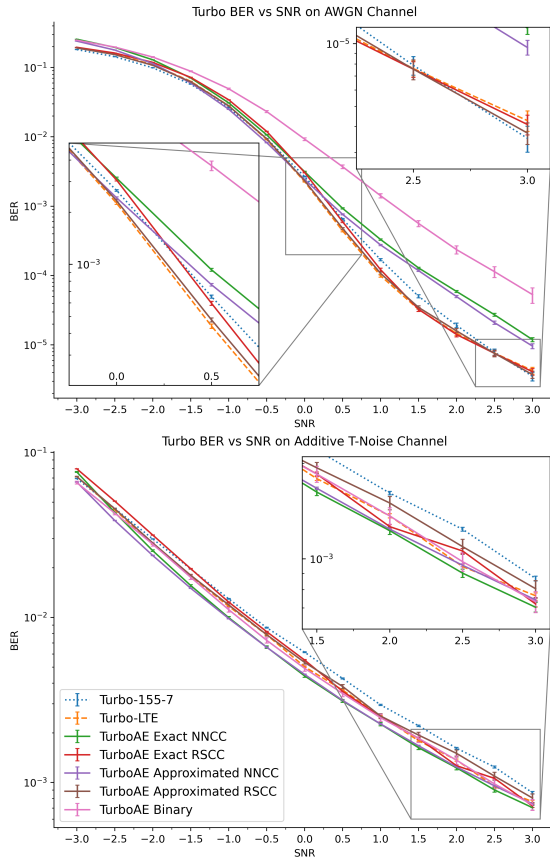 Turbo BER vs SNR on AWGN Channel
10⁻¹
10⁻²
10⁻³
10⁻⁴
10⁻⁵
BER
10⁻⁵
2.5 3.0
10⁻³
0.0 0.5
−3.0 −2.5 −2.0 −1.5 −1.0 −0.5 0.0 0.5 1.0 1.5 2.0 2.5 3.0
SNR
Turbo BER vs SNR on Additive T-Noise Channel
10⁻¹
10⁻²
10⁻³
BER
10⁻³
1.5 2.0 2.5 3.0
Turbo-155-7
Turbo-LTE
TurboAE Exact NNCC
TurboAE Exact RSCC
TurboAE Approximated NNCC
TurboAE Approximated RSCC
TurboAE Binary
−3.0 −2.5 −2.0 −1.5 −1.0 −0.5 0.0 0.5 1.0 1.5 2.0 2.5 3.0
SNR